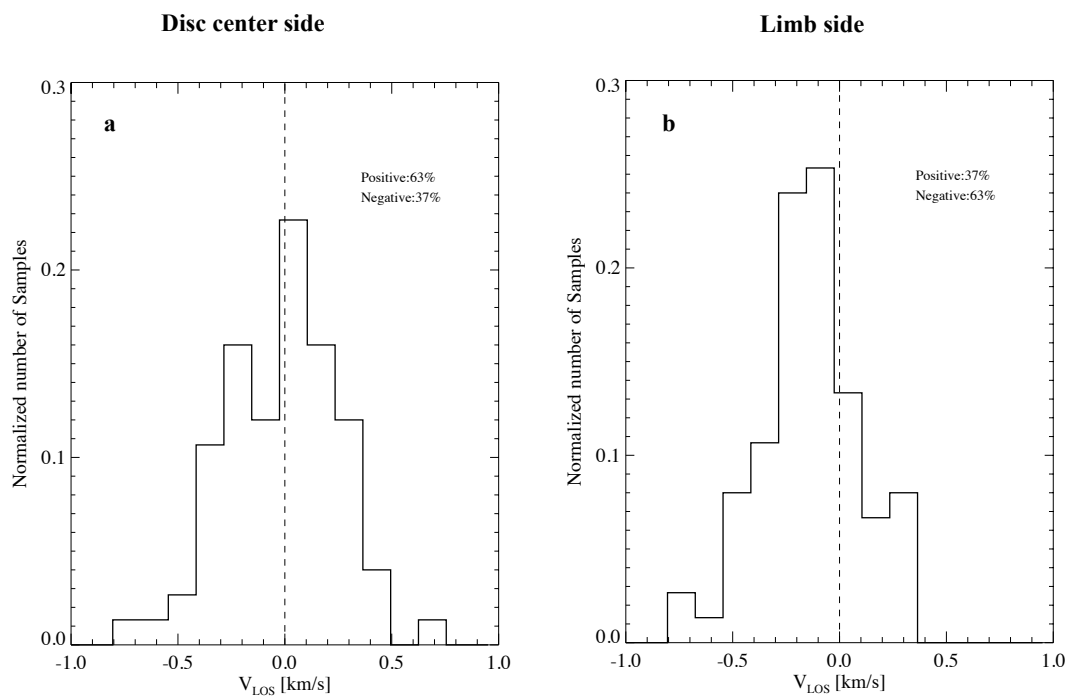 Disc center side
Limb side
a
Positive:63%
Negative:37%
Normalized number of Samples
0.3
0.2
0.1
0.0
-1.0
-0.5
0.0
0.5
1.0
V_LOS [km/s]
b
Positive:37%
Negative:63%
Normalized number of Samples
0.3
0.2
0.1
0.0
-1.0
-0.5
0.0
0.5
1.0
V_LOS [km/s]